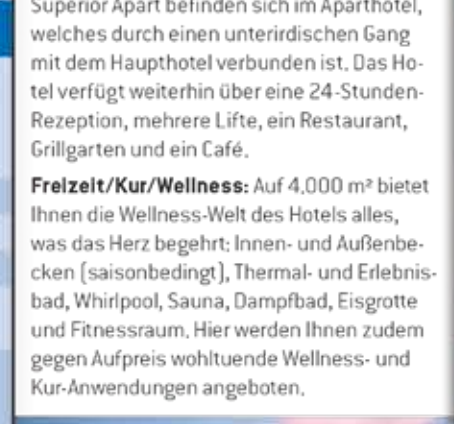 Superior Apart befinden sich im Aparthotel,
welches durch einen unterirdischen Gang
mit dem Haupthotel verbunden ist. Das Ho-
tel verfügt weiterhin über eine 24-Stunden-
Rezeption, mehrere Lifte, ein Restaurant,
Grillgarten und ein Café.
Freizeit/Kur/Wellness: Auf 4.000 m² bietet
Ihnen die Wellness-Welt des Hotels alles,
was das Herz begehrt: Innen- und Außenbe-
cken (saisonbedingt), Thermal- und Erlebnis-
bad, Whirlpool, Sauna, Dampfbad, Eisgrotte
und Fitnessraum. Hier werden Ihnen zudem
gegen Aufpreis wohltuende Wellness- und
Kur-Anwendungen angeboten.